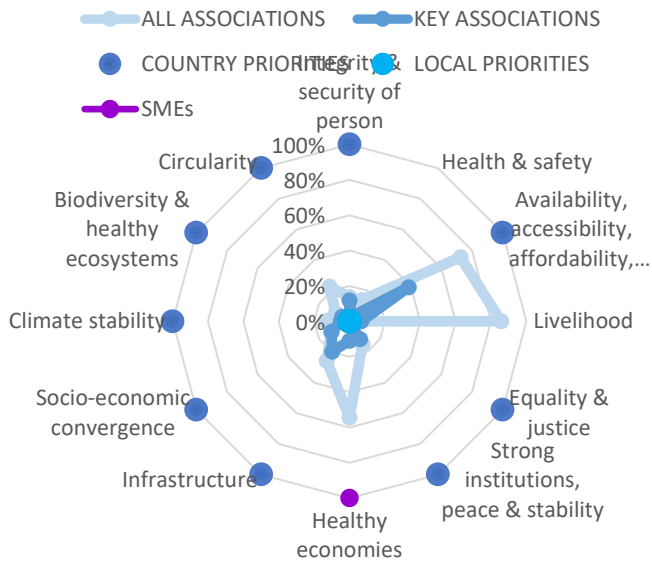 ALL ASSOCIATIONS
KEY ASSOCIATIONS
COUNTRY PRIORITIES
LOCAL PRIORITIES
SMEs
Integrity &
security of
person
Health & safety
Availability,
accessibility,
affordability,...
Livelihood
Equality &
justice
Strong
institutions,
peace & stability
Healthy
economies
Infrastructure
Socio-economic
convergence
Climate stability
Biodiversity &
healthy
ecosystems
Circularity
100%
80%
60%
40%
20%
0%